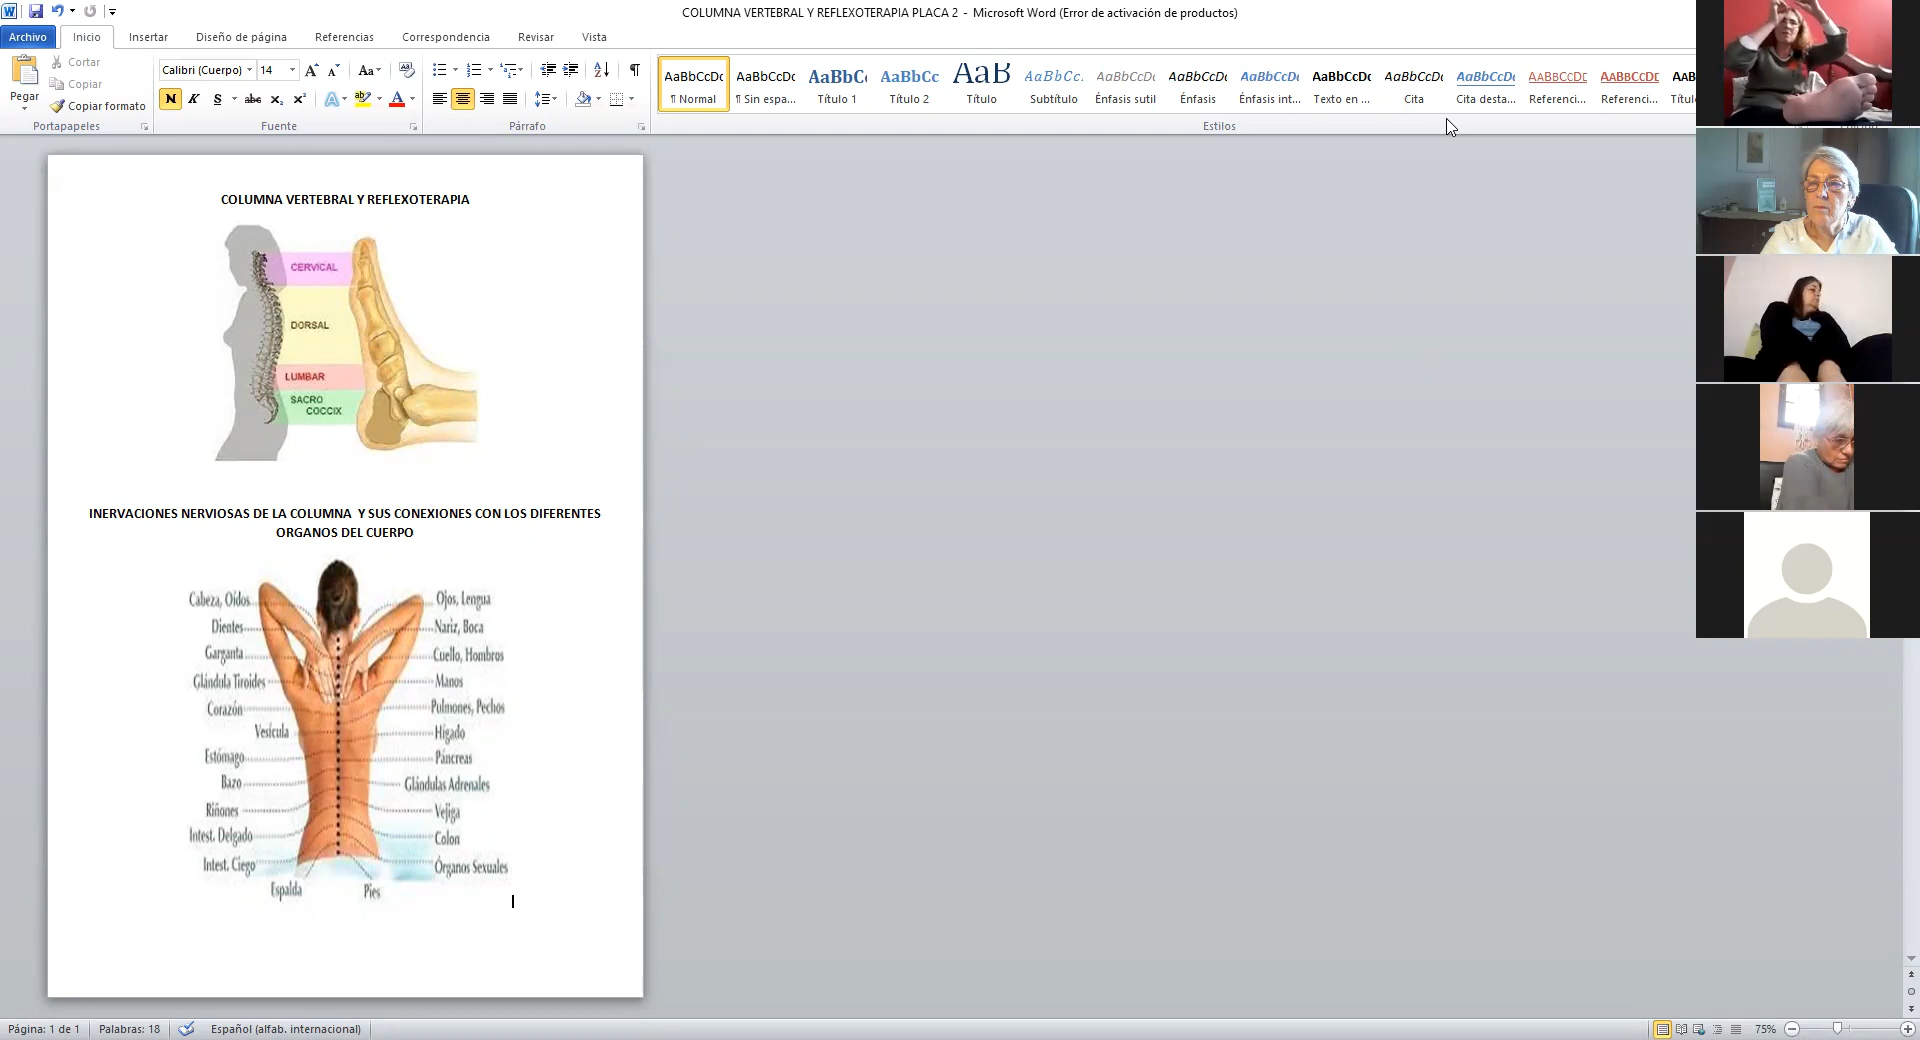 COLUMNA VERTEBRAL Y REFLEXOTERAPIA PLACA 2 - Microsoft Word (Error de activación de productos)
Archivo Inicio Insertar Diseño de página Referencias Correspondencia Revisar Vista
Pegar
Cortar
Copiar
Copiar formato
Portapapeles
Calibri (Cuerpo) 14
N K S abc x₂ x²
Fuente
Párrafo
AaBbCcDc AaBbCcDc AaBbC AaBbCc AaB AaBbCc. AaBbCcDc AaBbCcDc AaBbCcDc AaBbCcDc AaBbCcDc AaBbCcDc AABBCCDE AABBCCDE AAB
¶ Normal ¶ Sin espa... Título 1 Título 2 Título Subtítulo Énfasis sutil Énfasis Énfasis int... Texto en ... Cita Cita desta... Referenci... Referenci...
Estilos
COLUMNA VERTEBRAL Y REFLEXOTERAPIA
CERVICAL
DORSAL
LUMBAR
SACRO
COCCIX
INERVACIONES NERVIOSAS DE LA COLUMNA Y SUS CONEXIONES CON LOS DIFERENTES
ORGANOS DEL CUERPO
Cabeza, Oídos Ojos, Lengua
Dientes Nariz, Boca
Garganta Cuello, Hombros
Glándula Tiroides Manos
Corazón Pulmones, Pechos
Vesícula Hígado
Estómago Páncreas
Bazo Glándulas Adrenales
Riñones Vejiga
Intest. Delgado Colon
Intest. Ciego Órganos Sexuales
Espalda Pies
Página: 1 de 1 Palabras: 18 Español (alfab. internacional) 75%